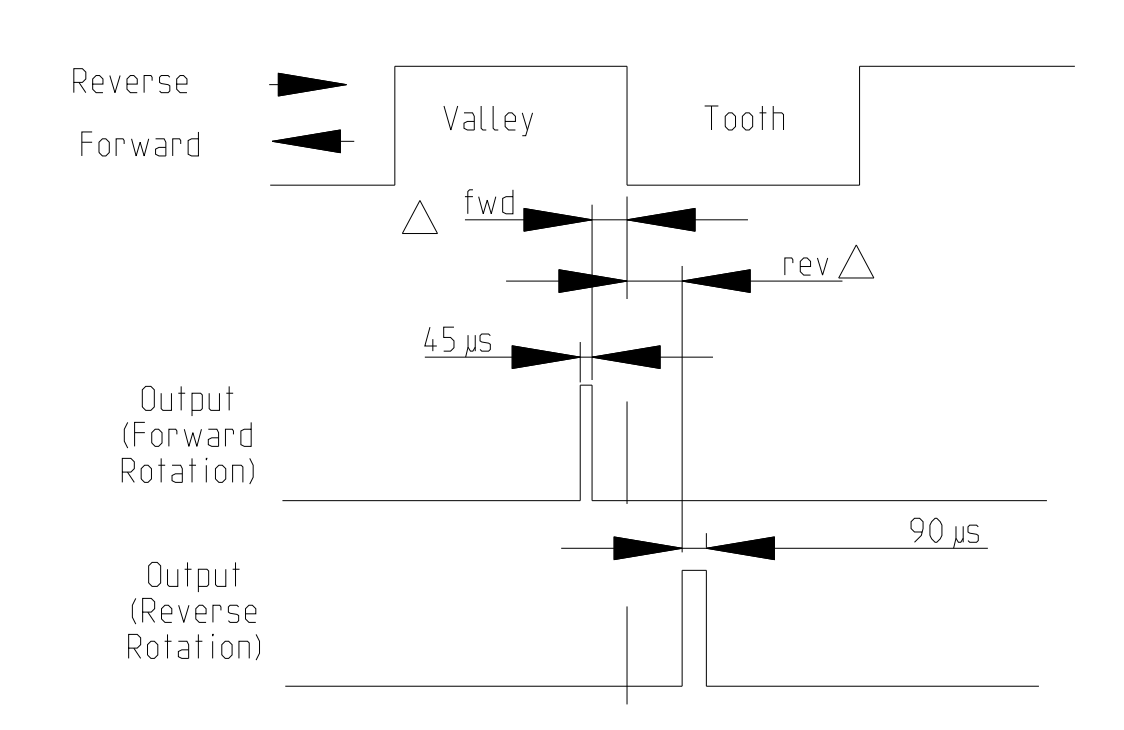 Reverse
Forward
Valley
Tooth
fwd
rev
45 µs
Output
(Forward
Rotation)
90 µs
Output
(Reverse
Rotation)